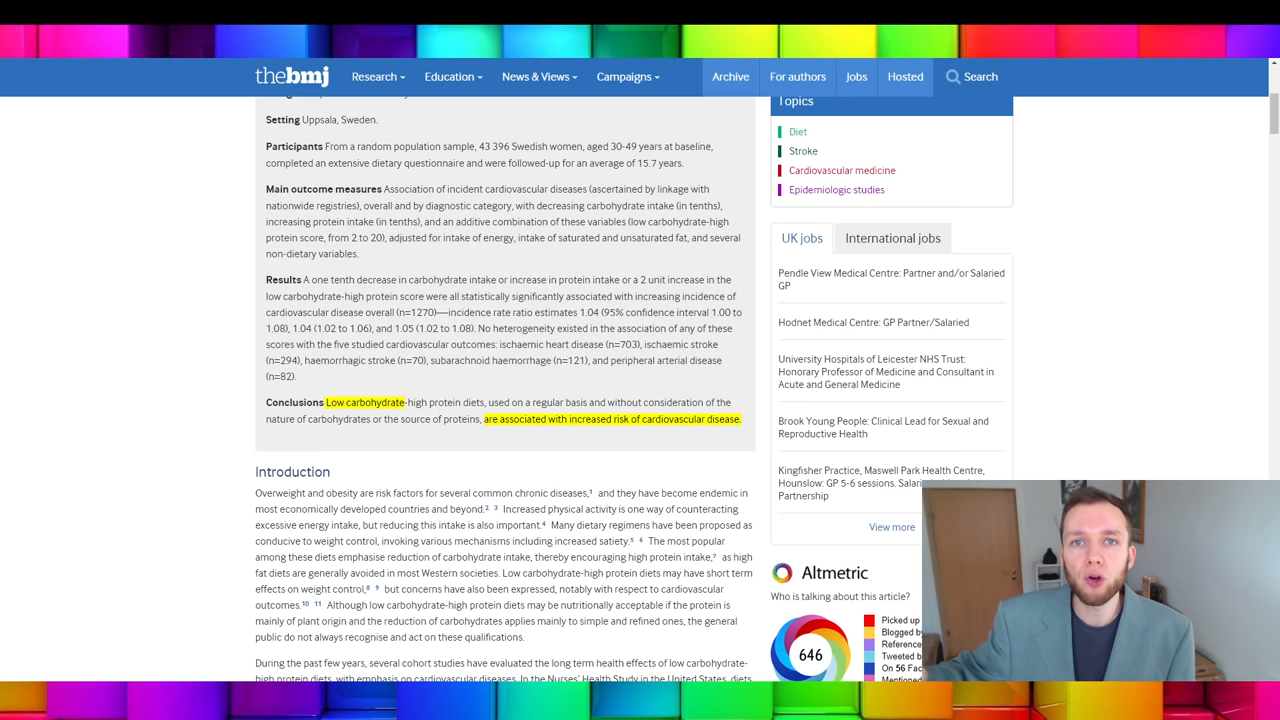 thebmj Research Education News & Views Campaigns Archive For authors Jobs Hosted Search
Setting Uppsala, Sweden.
Participants From a random population sample, 43 396 Swedish women, aged 30-49 years at baseline,
completed an extensive dietary questionnaire and were followed-up for an average of 15.7 years.
Main outcome measures Association of incident cardiovascular diseases (ascertained by linkage with
nationwide registries), overall and by diagnostic category, with decreasing carbohydrate intake (in tenths),
increasing protein intake (in tenths), and an additive combination of these variables (low carbohydrate-high
protein score, from 2 to 20), adjusted for intake of energy, intake of saturated and unsaturated fat, and several
non-dietary variables.
Results A one tenth decrease in carbohydrate intake or increase in protein intake or a 2 unit increase in the
low carbohydrate-high protein score were all statistically significantly associated with increasing incidence of
cardiovascular disease overall (n=1270)—incidence rate ratio estimates 1.04 (95% confidence interval 1.00 to
1.08), 1.04 (1.02 to 1.06), and 1.05 (1.02 to 1.08). No heterogeneity existed in the association of any of these
scores with the five studied cardiovascular outcomes: ischaemic heart disease (n=703), ischaemic stroke
(n=294), haemorrhagic stroke (n=70), subarachnoid haemorrhage (n=121), and peripheral arterial disease
(n=82).
Conclusions Low carbohydrate-high protein diets, used on a regular basis and without consideration of the
nature of carbohydrates or the source of proteins, are associated with increased risk of cardiovascular disease.
Introduction
Overweight and obesity are risk factors for several common chronic diseases,1 and they have become endemic in
most economically developed countries and beyond.2 3 Increased physical activity is one way of counteracting
excessive energy intake, but reducing this intake is also important.4 Many dietary regimens have been proposed as
conducive to weight control, invoking various mechanisms including increased satiety.5 6 The most popular
among these diets emphasise reduction of carbohydrate intake, thereby encouraging high protein intake,7 as high
fat diets are generally avoided in most Western societies. Low carbohydrate-high protein diets may have short term
effects on weight control,8 9 but concerns have also been expressed, notably with respect to cardiovascular
outcomes.10 11 Although low carbohydrate-high protein diets may be nutritionally acceptable if the protein is
mainly of plant origin and the reduction of carbohydrates applies mainly to simple and refined ones, the general
public do not always recognise and act on these qualifications.
During the past few years, several cohort studies have evaluated the long term health effects of low carbohydrate-
high protein diets, with emphasis on cardiovascular diseases. In the Nurses' Health Study in the United States, diets
Topics
Diet
Stroke
Cardiovascular medicine
Epidemiologic studies
UK jobs International jobs
Pendle View Medical Centre: Partner and/or Salaried
GP
Hodnet Medical Centre: GP Partner/Salaried
University Hospitals of Leicester NHS Trust:
Honorary Professor of Medicine and Consultant in
Acute and General Medicine
Brook Young People: Clinical Lead for Sexual and
Reproductive Health
Kingfisher Practice, Maswell Park Health Centre,
Hounslow: GP 5-6 sessions.
Partnership
View more
Altmetric
Who is talking about this article?
646
Picked up
Blogged by
Reference
Tweeted b
On 56 Fac
Mentioned